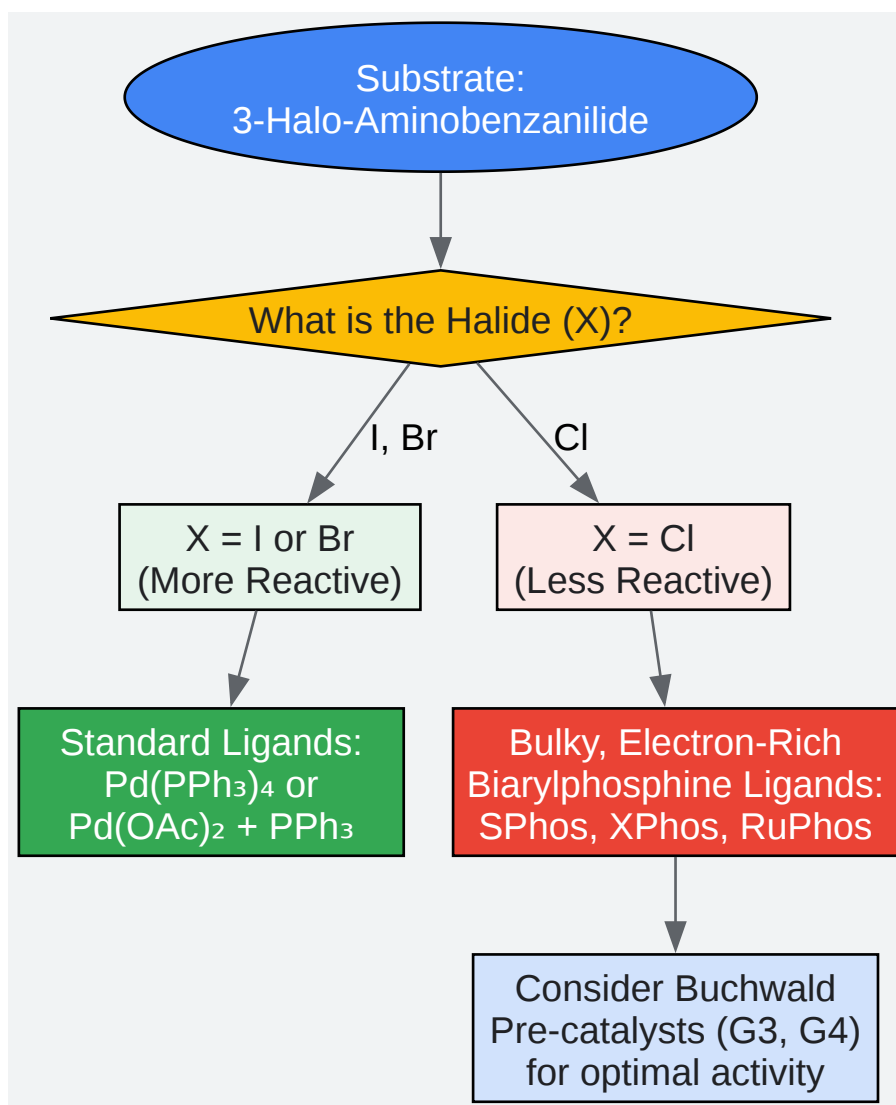 Substrate:
3-Halo-Aminobenzanilide
What is the Halide (X)?
I, Br
Cl
X = I or Br
(More Reactive)
X = Cl
(Less Reactive)
Standard Ligands:
Pd(PPh₃)₄ or
Pd(OAc)₂ + PPh₃
Bulky, Electron-Rich
Biarylphosphine Ligands:
SPhos, XPhos, RuPhos
Consider Buchwald
Pre-catalysts (G3, G4)
for optimal activity